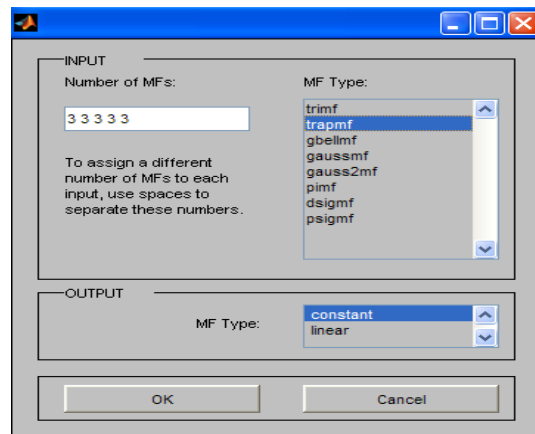 INPUT
Number of MFs:
3 3 3 3 3
To assign a different
number of MFs to each
input, use spaces to
separate these numbers.
MF Type:
trimf
trapmf
gbellmf
gaussmf
gauss2mf
pimf
dsigmf
psigmf
OUTPUT
MF Type:
constant
linear
OK
Cancel